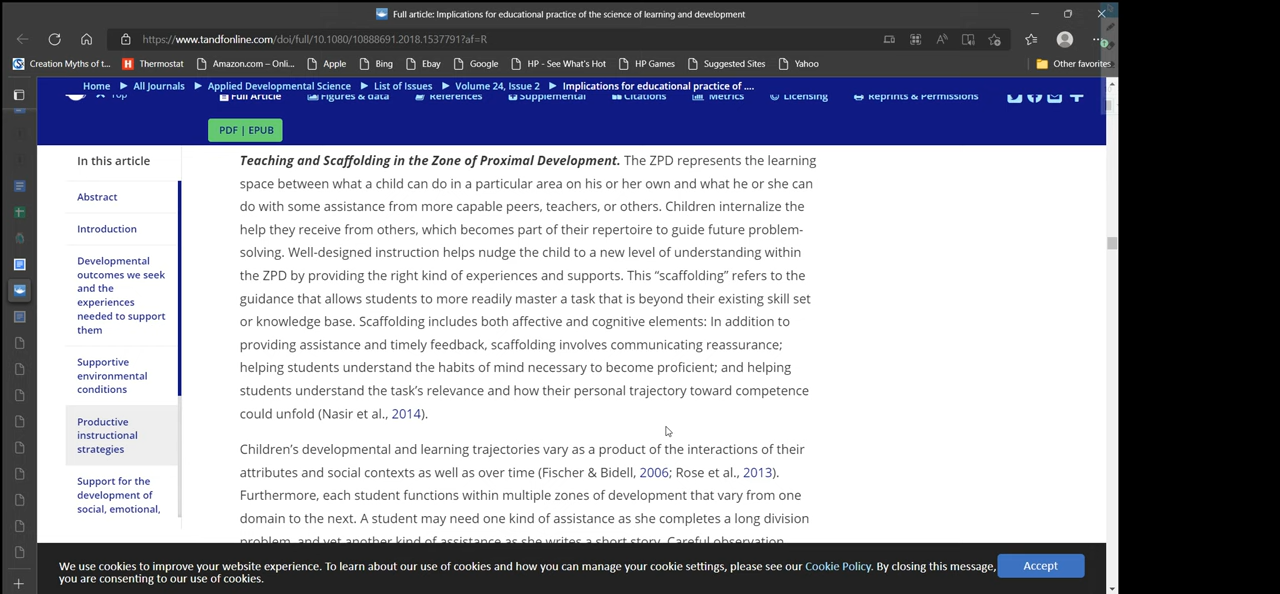 Full article: Implications for educational practice of the science of learning and development
https://www.tandfonline.com/doi/full/10.1080/10888691.2018.1537791?af=R
Creation Myths of t... Thermostat Amazon.com – Onli... Apple Bing Ebay Google HP - See What's Hot HP Games Suggested Sites Yahoo Other favorites
Home All Journals Applied Developmental Science List of Issues Volume 24, Issue 2 Implications for educational practice of ....
Top Full Article Figures & data References Supplemental Citations Metrics Licensing Reprints & Permissions
PDF | EPUB
In this article
Abstract
Introduction
Developmental
outcomes we seek
and the
experiences
needed to support
them
Supportive
environmental
conditions
Productive
instructional
strategies
Support for the
development of
social, emotional,
Teaching and Scaffolding in the Zone of Proximal Development. The ZPD represents the learning
space between what a child can do in a particular area on his or her own and what he or she can
do with some assistance from more capable peers, teachers, or others. Children internalize the
help they receive from others, which becomes part of their repertoire to guide future problem-
solving. Well-designed instruction helps nudge the child to a new level of understanding within
the ZPD by providing the right kind of experiences and supports. This “scaffolding” refers to the
guidance that allows students to more readily master a task that is beyond their existing skill set
or knowledge base. Scaffolding includes both affective and cognitive elements: In addition to
providing assistance and timely feedback, scaffolding involves communicating reassurance;
helping students understand the habits of mind necessary to become proficient; and helping
students understand the task’s relevance and how their personal trajectory toward competence
could unfold (Nasir et al., 2014).
Children’s developmental and learning trajectories vary as a product of the interactions of their
attributes and social contexts as well as over time (Fischer & Bidell, 2006; Rose et al., 2013).
Furthermore, each student functions within multiple zones of development that vary from one
domain to the next. A student may need one kind of assistance as she completes a long division
problem, and yet another kind of assistance as she writes a short story. Careful observation
We use cookies to improve your website experience. To learn about our use of cookies and how you can manage your cookie settings, please see our Cookie Policy. By closing this message,
you are consenting to our use of cookies.
Accept